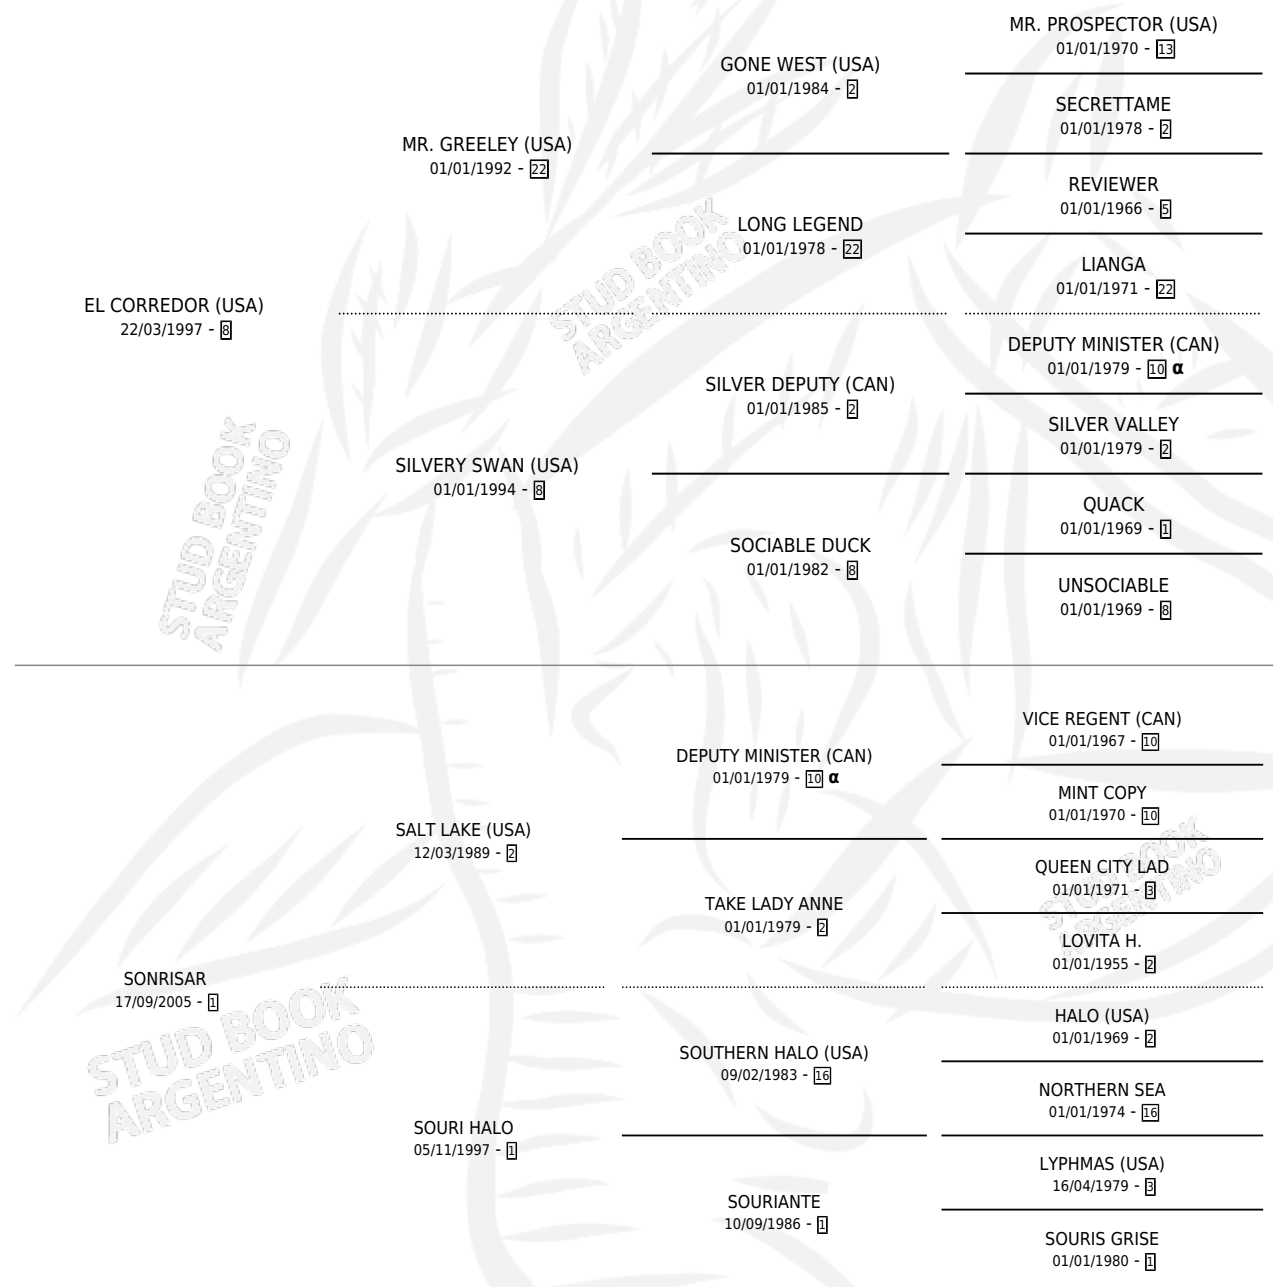 MR. PROSPECTOR (USA)
01/01/1970 - 13
GONE WEST (USA)
01/01/1984 - 2
SECRETTAME
01/01/1978 - 2
MR. GREELEY (USA)
01/01/1992 - 22
REVIEWER
01/01/1966 - 5
LONG LEGEND
01/01/1978 - 22
LIANGA
01/01/1971 - 22
EL CORREDOR (USA)
22/03/1997 - 8
DEPUTY MINISTER (CAN)
01/01/1979 - 10 α
SILVER DEPUTY (CAN)
01/01/1985 - 2
SILVER VALLEY
01/01/1979 - 2
SILVERY SWAN (USA)
01/01/1994 - 8
QUACK
01/01/1969 - 1
SOCIABLE DUCK
01/01/1982 - 8
UNSOCIABLE
01/01/1969 - 8
VICE REGENT (CAN)
01/01/1967 - 10
DEPUTY MINISTER (CAN)
01/01/1979 - 10 α
MINT COPY
01/01/1970 - 10
SALT LAKE (USA)
12/03/1989 - 2
QUEEN CITY LAD
01/01/1971 - 3
TAKE LADY ANNE
01/01/1979 - 2
LOVITA H.
01/01/1955 - 2
SONRISAR
17/09/2005 - 1
HALO (USA)
01/01/1969 - 2
SOUTHERN HALO (USA)
09/02/1983 - 16
NORTHERN SEA
01/01/1974 - 16
SOURI HALO
05/11/1997 - 1
LYPHMAS (USA)
16/04/1979 - 3
SOURIANTE
10/09/1986 - 1
SOURIS GRISE
01/01/1980 - 1
STUD BOOK
ARGENTINO
STUD BOOK
ARGENTINO
STUD BOOK
ARGENTINO
STUD BOOK
ARGENTINO